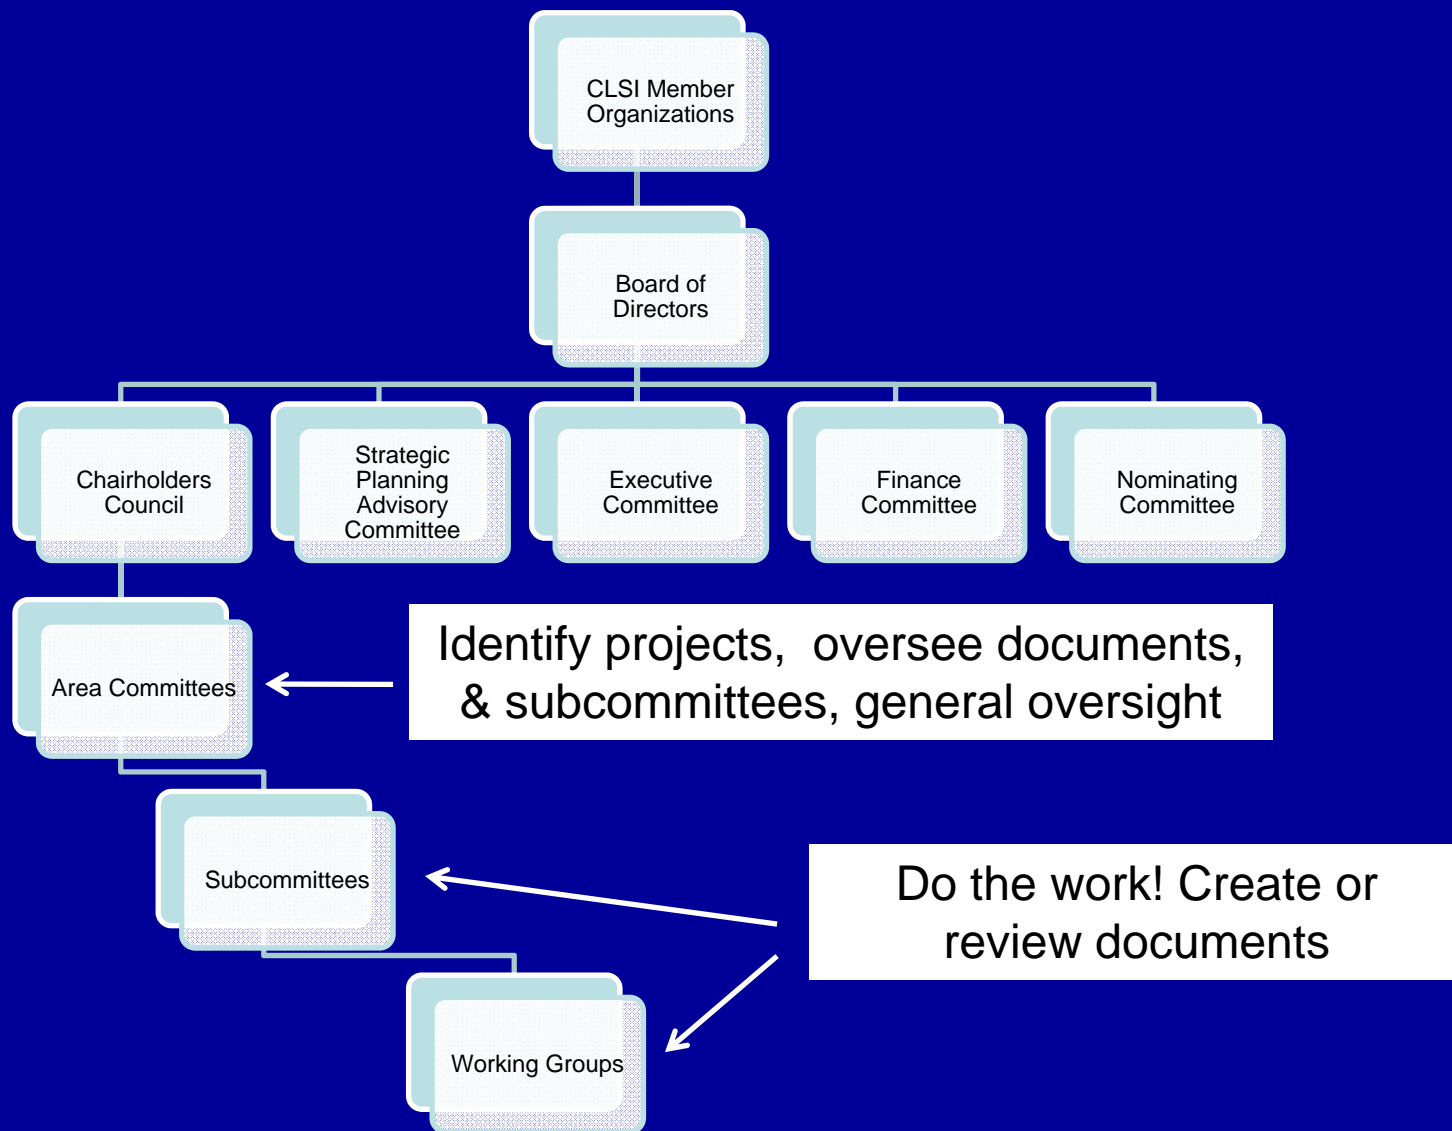 CLSI Member
Organizations
Board of
Directors
Chairholders
Council
Strategic
Planning
Advisory
Committee
Executive
Committee
Finance
Committee
Nominating
Committee
Area Committees
Identify projects,  oversee documents,
& subcommittees, general oversight
Subcommittees
Do the work! Create or
review documents
Working Groups